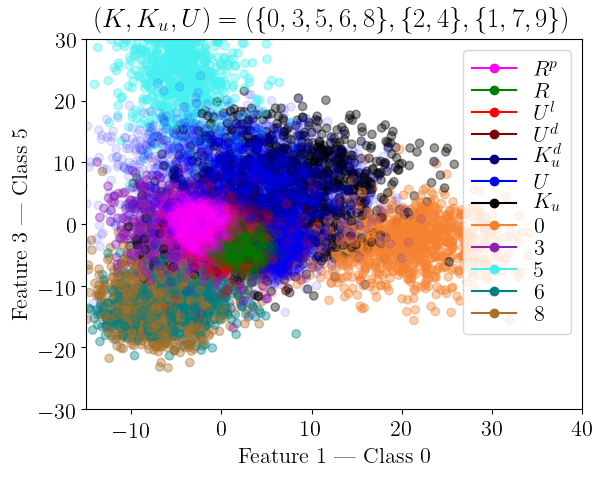 (K, K_u, U) = ({0, 3, 5, 6, 8}, {2, 4}, {1, 7, 9})
30
20
10
0
−10
−20
−30
Feature 3 — Class 5
R^p
R
U^l
U^d
K_u^d
U
K_u
0
3
5
6
8
−10
0
10
20
30
40
Feature 1 — Class 0